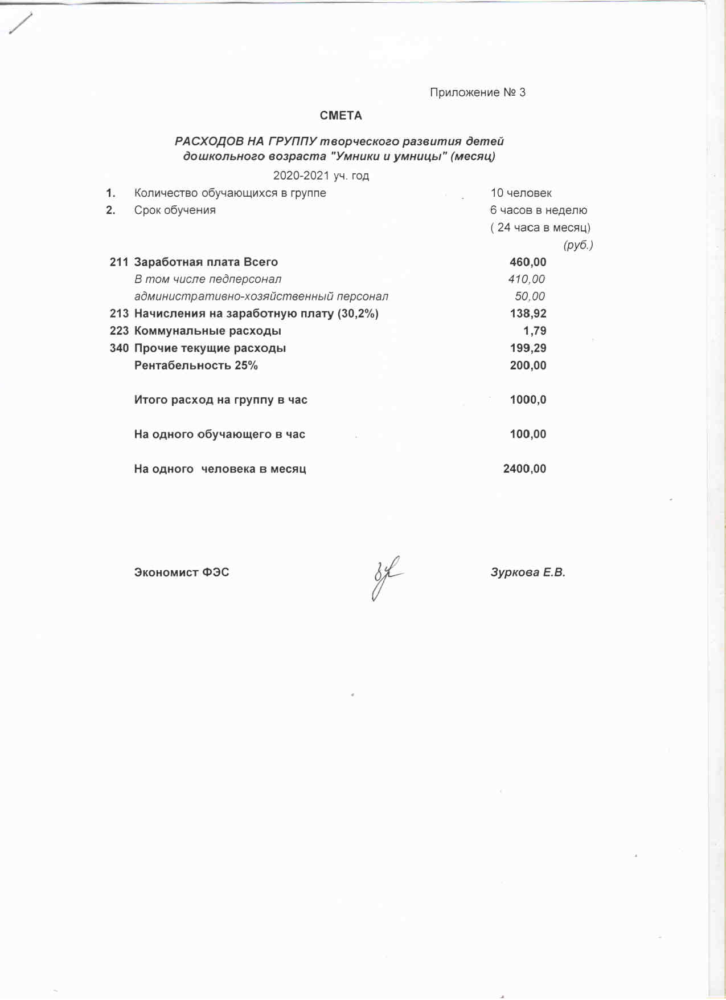 Приложение № 3
СМЕТА
РАСХОДОВ НА ГРУППУ творческого развития детей
дошкольного возраста "Умники и умницы" (месяц)
2020-2021 уч. год
1. Количество обучающихся в группе 10 человек
2. Срок обучения 6 часов в неделю
( 24 часа в месяц)
(руб.)
211 Заработная плата Всего 460,00
В том числе педперсонал 410,00
административно-хозяйственный персонал 50,00
213 Начисления на заработную плату (30,2%) 138,92
223 Коммунальные расходы 1,79
340 Прочие текущие расходы 199,29
Рентабельность 25% 200,00
Итого расход на группу в час 1000,0
На одного обучающего в час 100,00
На одного человека в месяц 2400,00
Экономист ФЭС Зуркова Е.В.